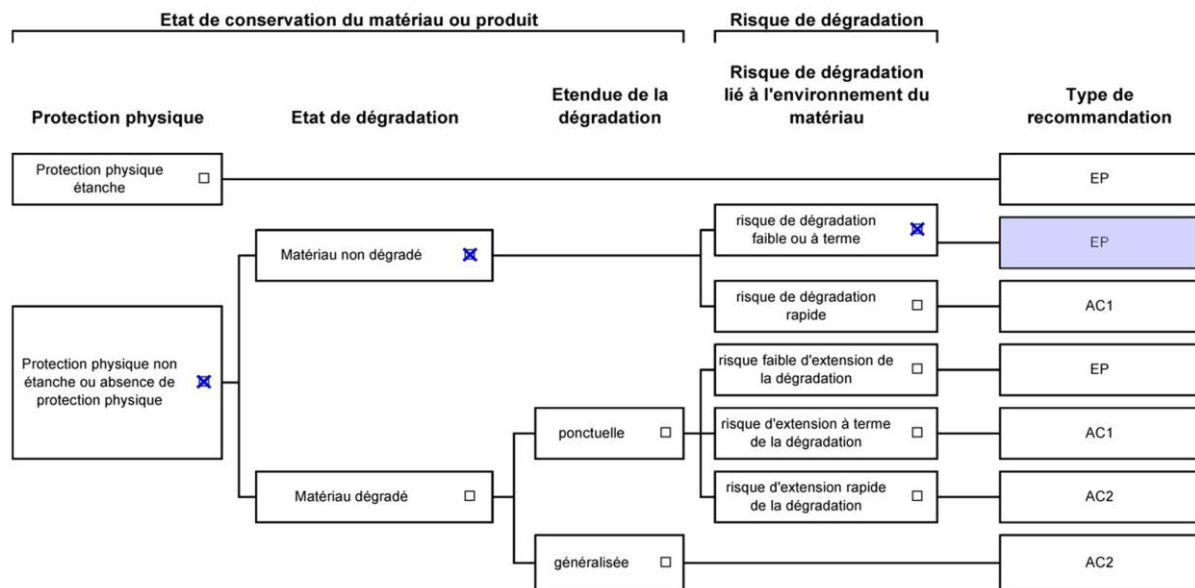 Etat de conservation du matériau ou produit
Risque de dégradation
Protection physique
Etat de dégradation
Etendue de la
dégradation
Risque de dégradation
lié à l'environnement du
matériau
Type de
recommandation
Protection physique
étanche
EP
risque de dégradation
faible ou à terme
EP
Matériau non dégradé
risque de dégradation
rapide
AC1
Protection physique non
étanche ou absence de
protection physique
risque faible d'extension de
la dégradation
EP
ponctuelle
risque d'extension à terme
de la dégradation
AC1
Matériau dégradé
risque d'extension rapide
de la dégradation
AC2
généralisée
AC2